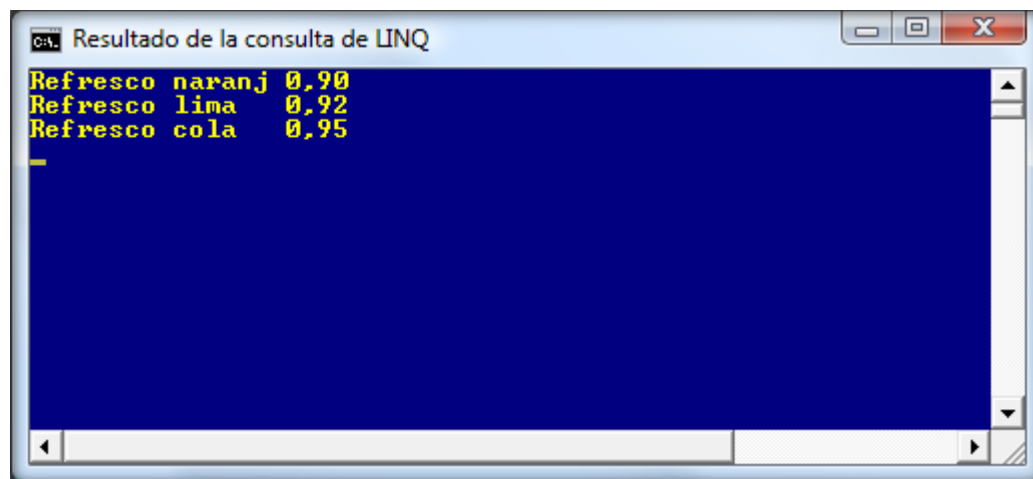 Resultado de la consulta de LINQ
Refresco naranj 0,90
Refresco lima 0,92
Refresco cola 0,95